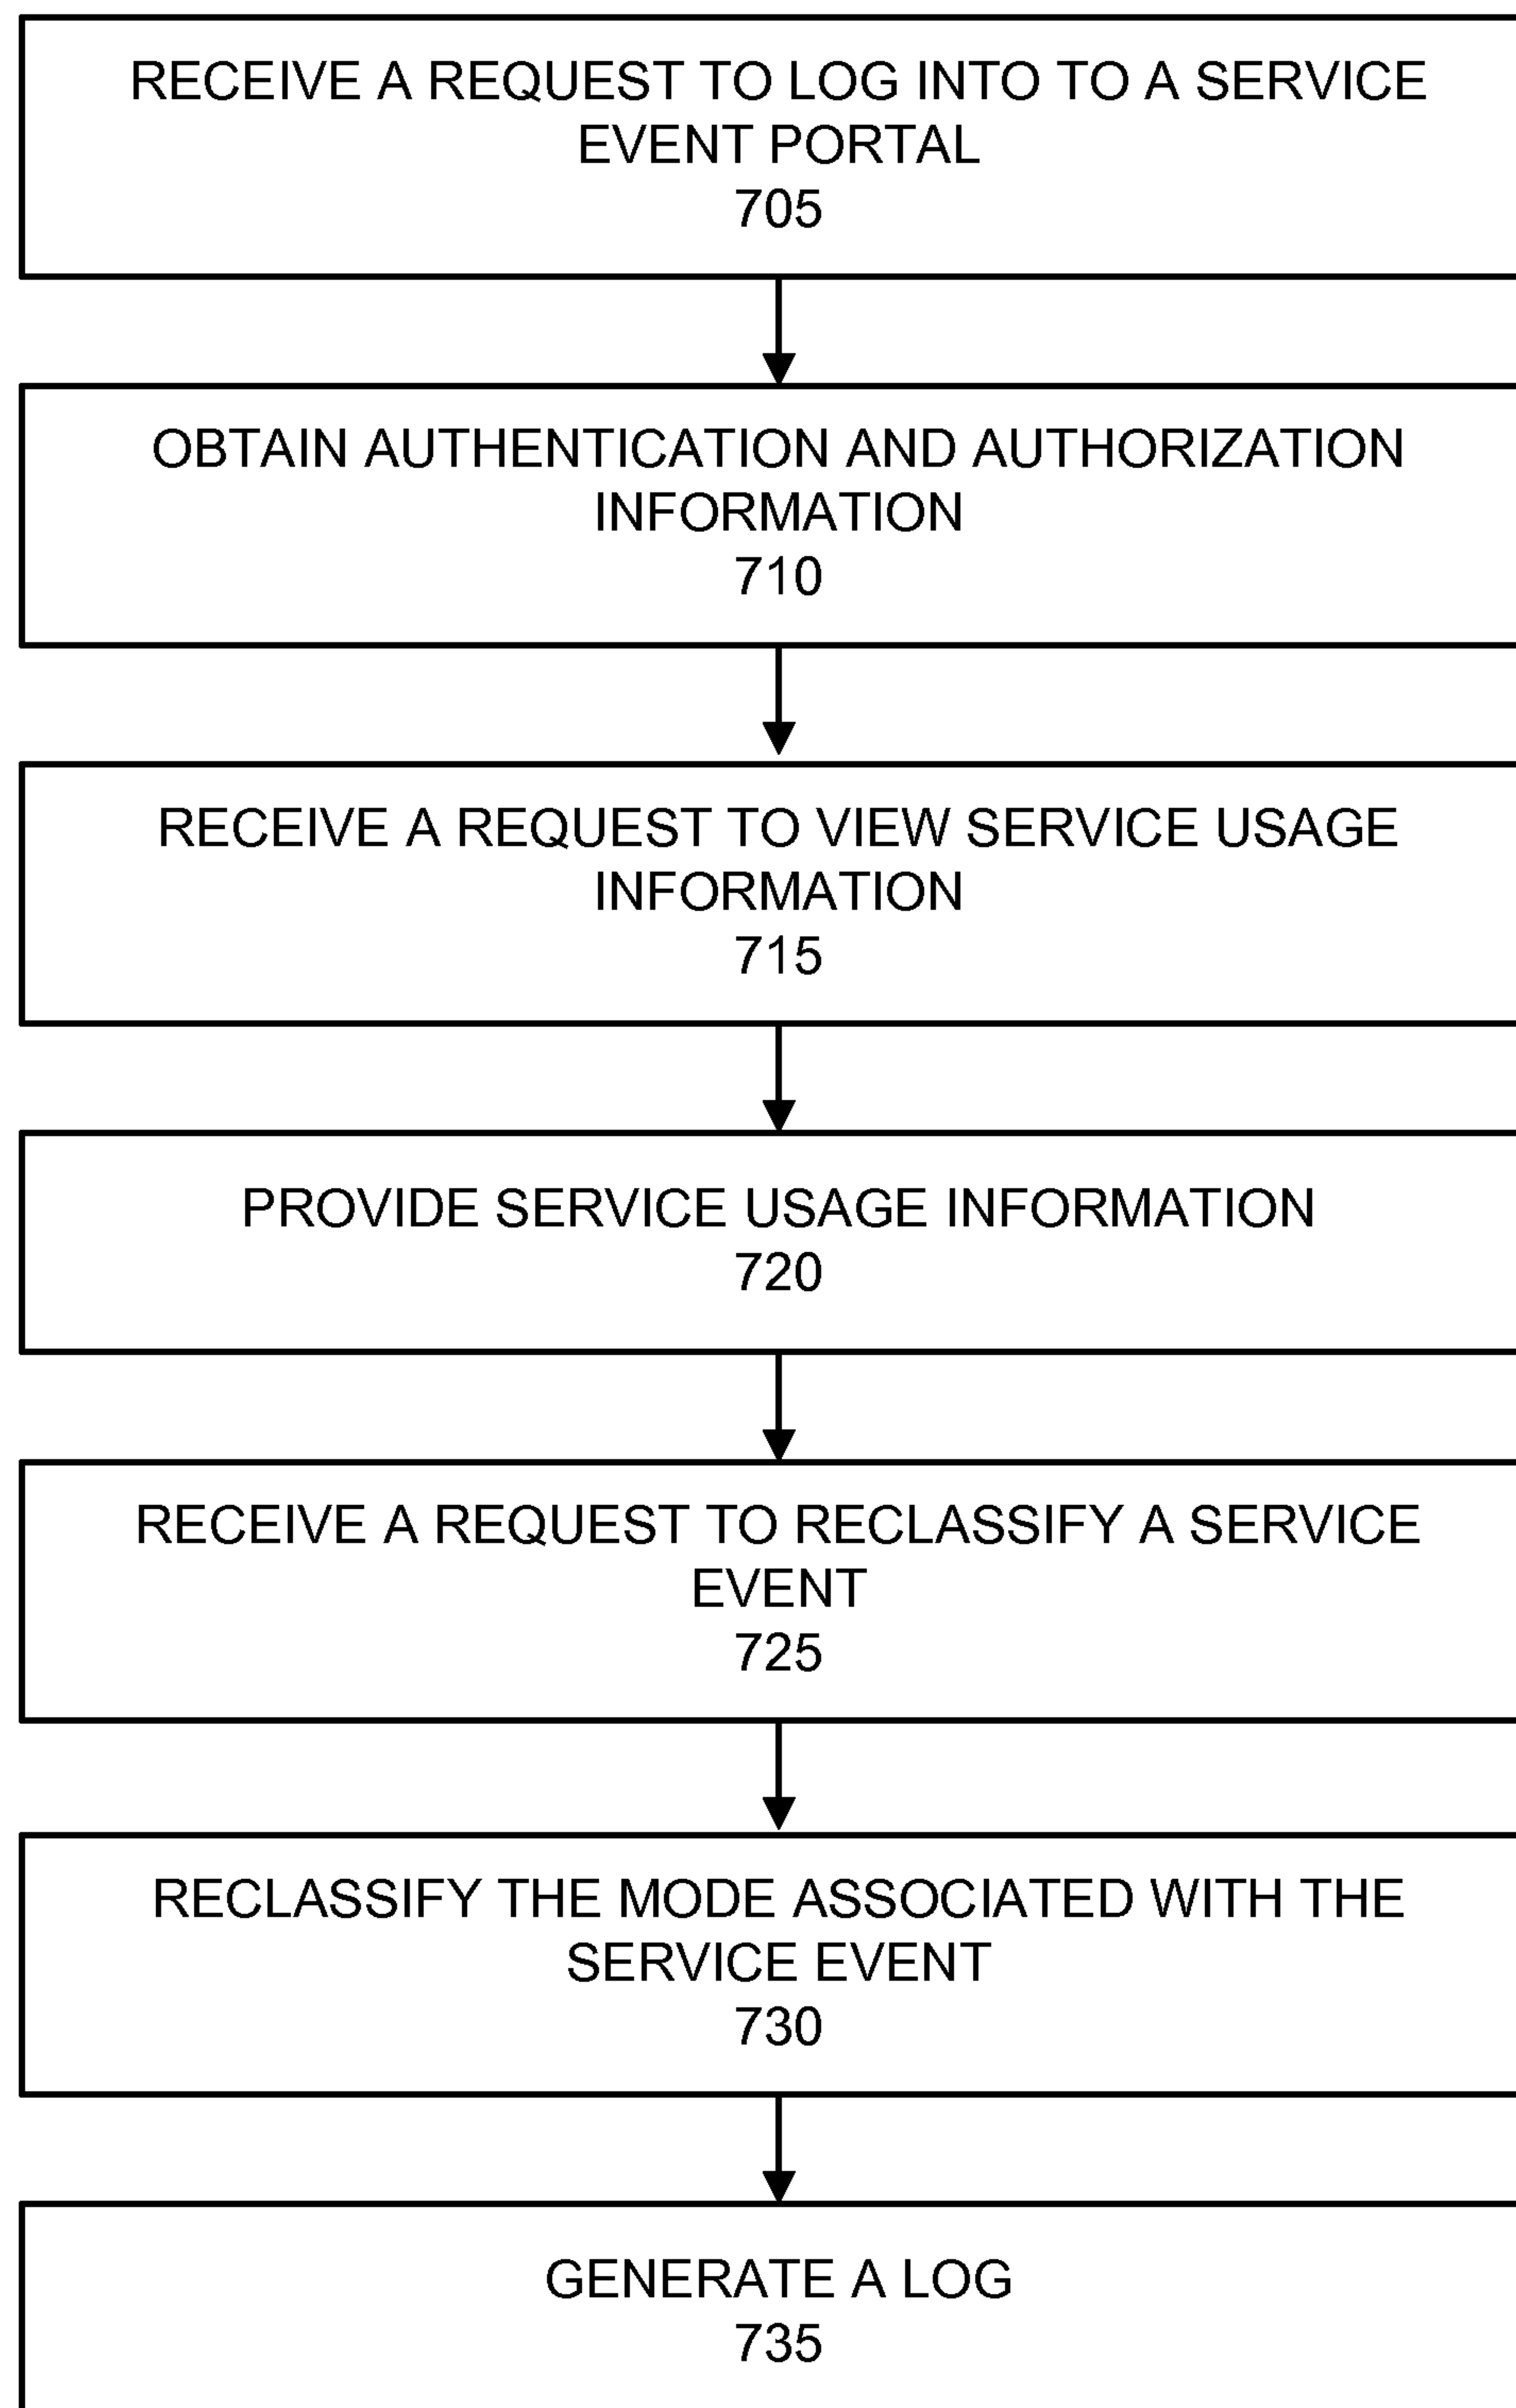 RECEIVE A REQUEST TO LOG INTO TO A SERVICE
EVENT PORTAL
705
OBTAIN AUTHENTICATION AND AUTHORIZATION
INFORMATION
710
RECEIVE A REQUEST TO VIEW SERVICE USAGE
INFORMATION
715
PROVIDE SERVICE USAGE INFORMATION
720
RECEIVE A REQUEST TO RECLASSIFY A SERVICE
EVENT
725
RECLASSIFY THE MODE ASSOCIATED WITH THE
SERVICE EVENT
730
GENERATE A LOG
735